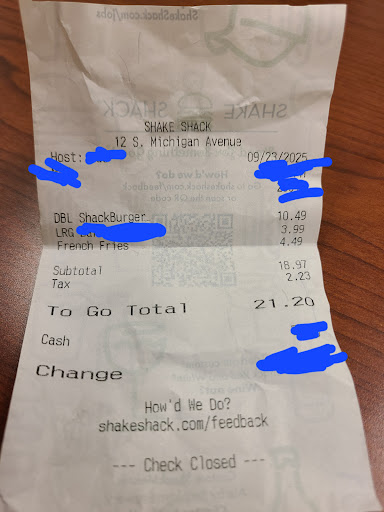 SHAKE SHACK
12 S. Michigan Avenue
Host:
09/23/2025
DBL ShackBurger 10.49
LRG 3.99
French Fries 4.49
Subtotal 18.97
Tax 2.23
To Go Total 21.20
Cash
Change
How'd We Do?
shakeshack.com/feedback
--- Check Closed ---